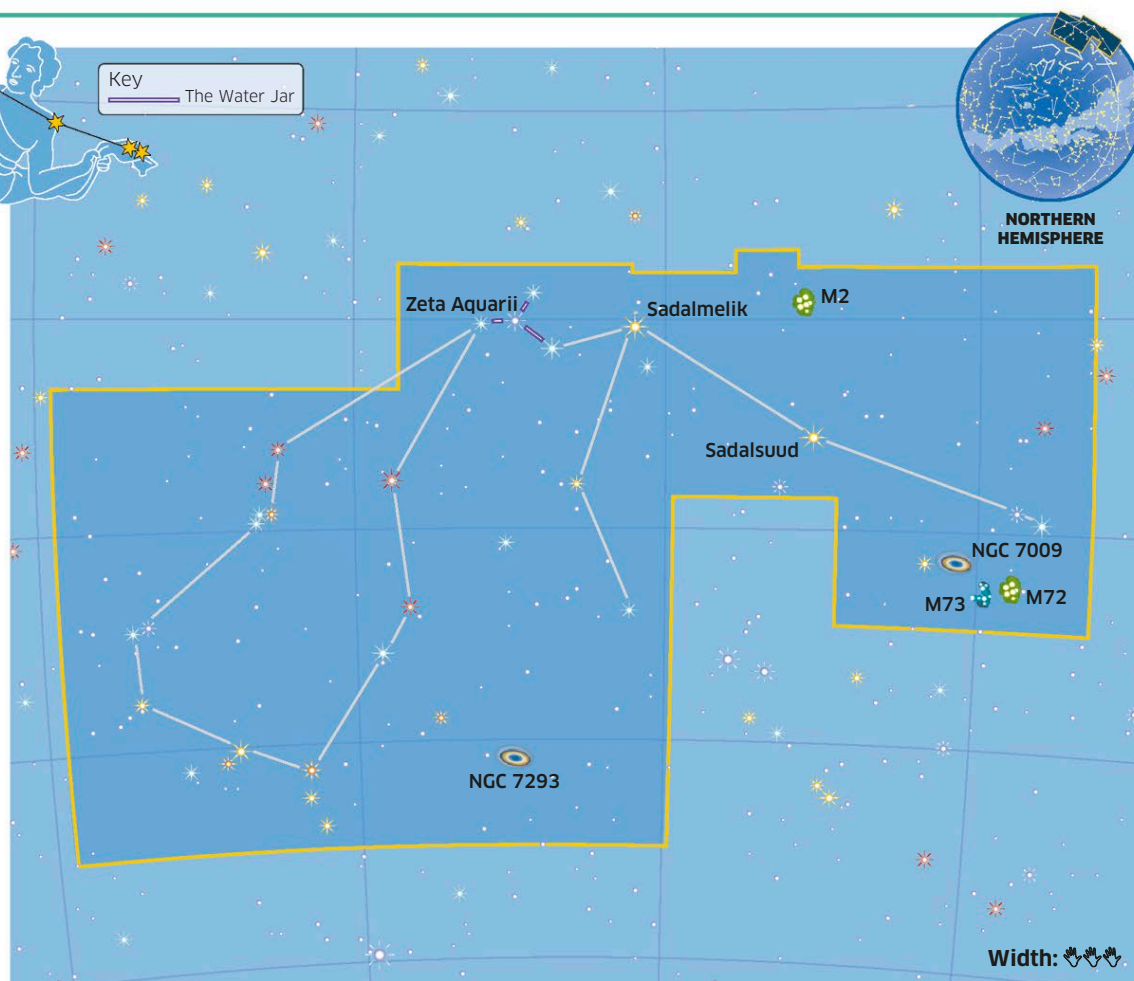 Key
The Water Jar
NORTHERN
HEMISPHERE
Zeta Aquarii
Sadalmelik
M2
Sadalsuud
NGC 7009
M73
M72
NGC 7293
Width: